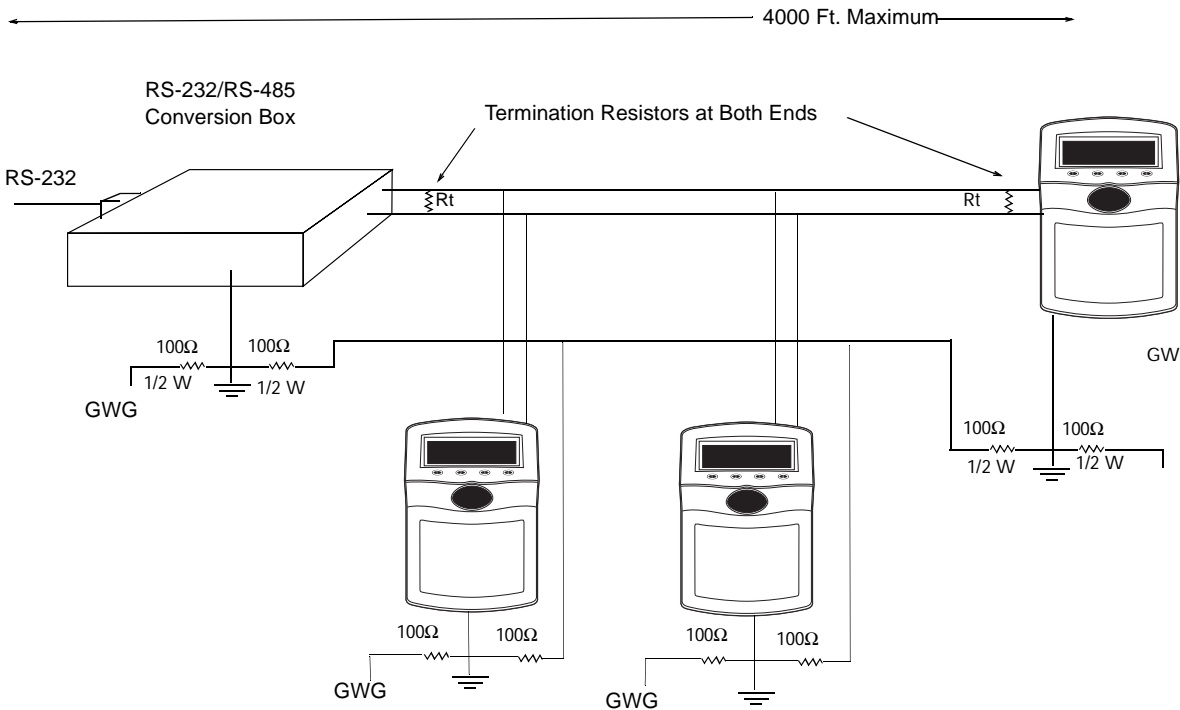 4000 Ft. Maximum
RS-232/RS-485
Conversion Box
Termination Resistors at Both Ends
RS-232
Rt
Rt
100Ω
100Ω
1/2 W
1/2 W
GWG
GW
100Ω
100Ω
1/2 W
1/2 W
100Ω
100Ω
GWG
100Ω
100Ω
GWG